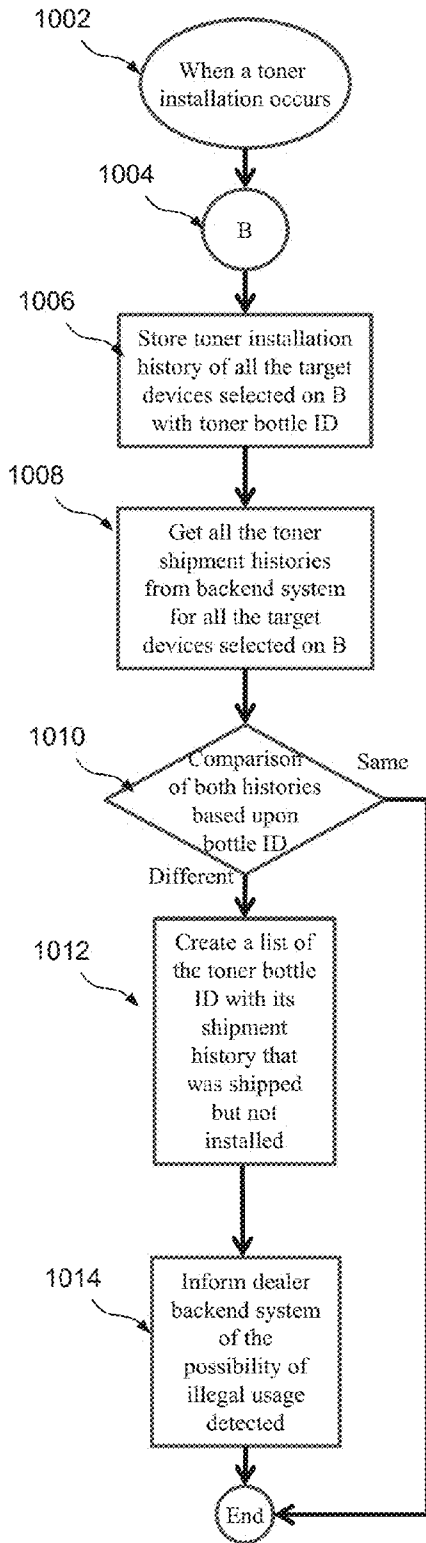 1002
When a toner
installation occurs
1004
B
1006
Store toner installation
history of all the target
devices selected on B
with toner bottle ID
1008
Get all the toner
shipment histories
from backend system
for all the target
devices selected on B
1010
Comparison
of both histories
based upon
bottle ID
Same
Different
1012
Create a list of
the toner bottle
ID with its
shipment
history that
was shipped
but not
installed
1014
Inform dealer
backend system
of the
possibility of
illegal usage
detected
End